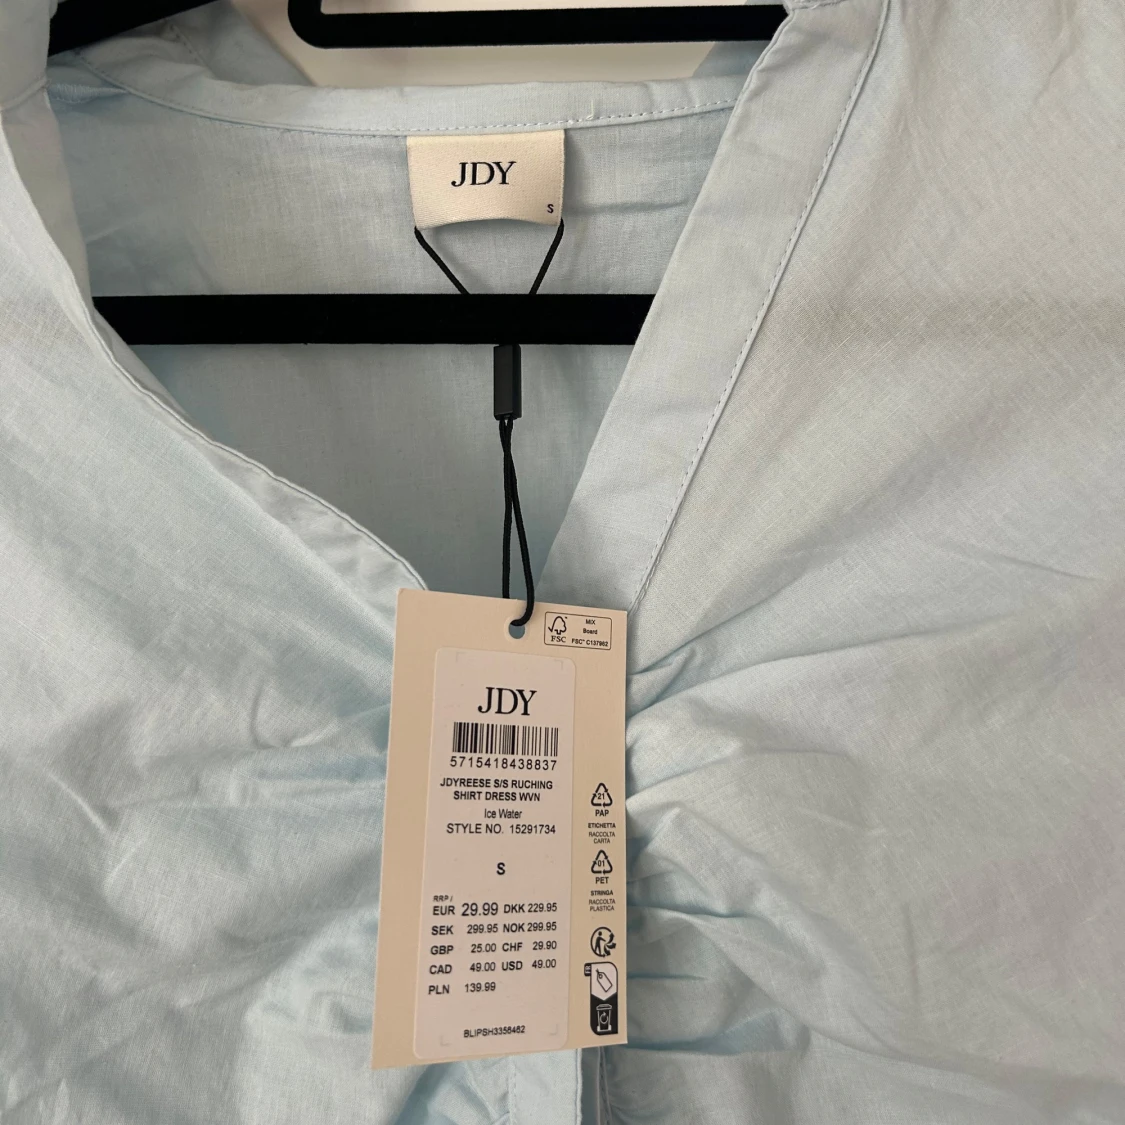 JDY
S
MIX
Board
FSC® C137982
FSC
JDY
5715418438837
JDYREESE S/S RUCHING
SHIRT DRESS WVN
Ice Water
STYLE NO. 15291734
S
RRP/
EUR 29.99 DKK 229.95
SEK 299.95 NOK 299.95
GBP 25.00 CHF 29.90
CAD 49.00 USD 49.00
PLN 139.99
BLIPSH3356462
21
PAP
ETICHETTA
RACCOLTA
CARTA
01
PET
STRINGA
RACCOLTA
PLASTICA